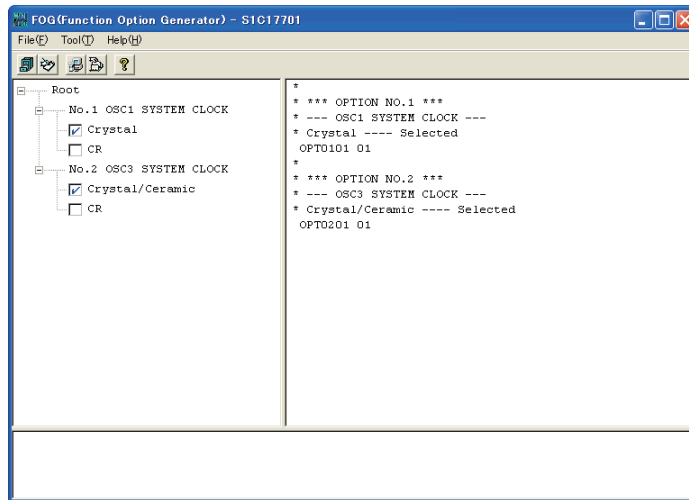 FOG(Function Option Generator) - S1C17701
File(F) Tool(T) Help(H)
Root
No.1 OSC1 SYSTEM CLOCK
Crystal
CR
No.2 OSC3 SYSTEM CLOCK
Crystal/Ceramic
CR
*
* *** OPTION NO.1 ***
* --- OSC1 SYSTEM CLOCK ---
* Crystal ---- Selected
OPT0101 01
*
* *** OPTION NO.2 ***
* --- OSC3 SYSTEM CLOCK ---
* Crystal/Ceramic ---- Selected
OPT0201 01